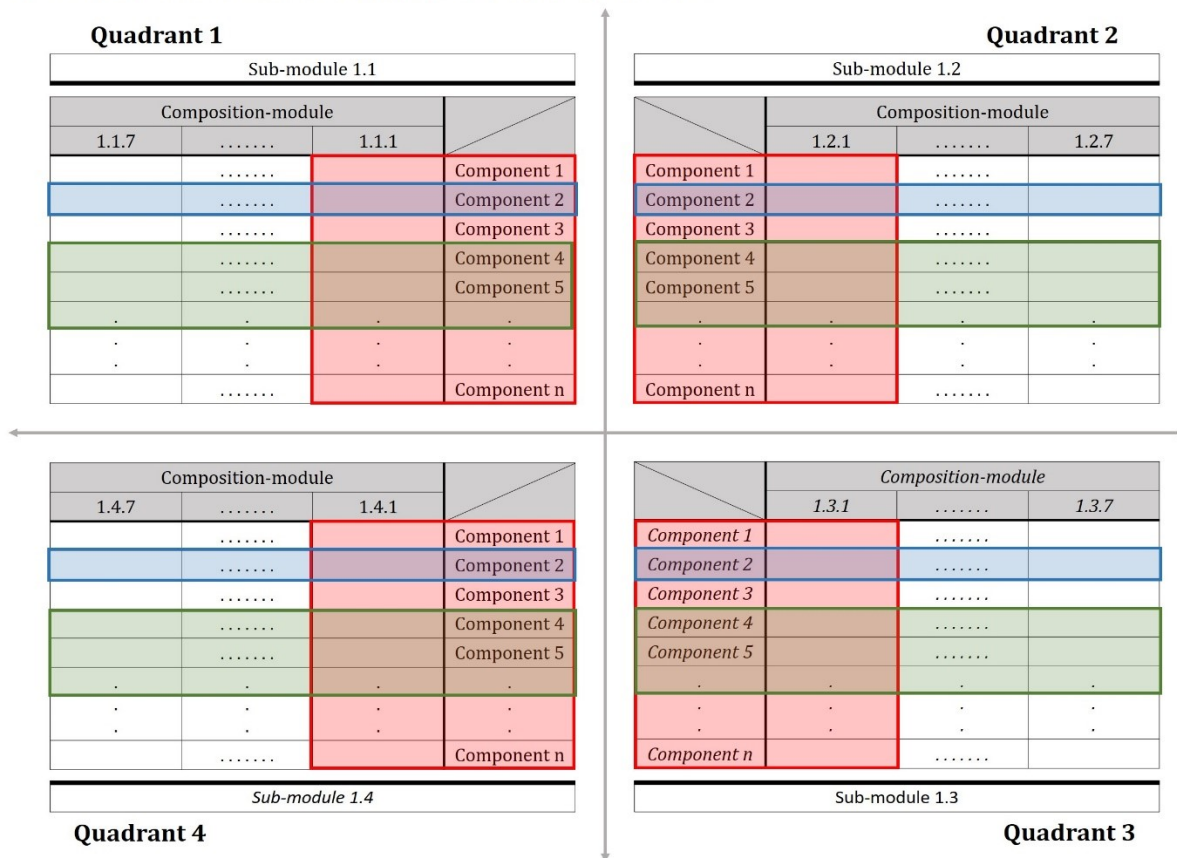 Quadrant 1
Sub-module 1.1
Composition-module
1.1.7 ....... 1.1.1
....... Component 1
....... Component 2
....... Component 3
....... Component 4
....... Component 5
. . . .
. . . .
. . . .
....... Component n
Quadrant 2
Sub-module 1.2
Composition-module
1.2.1 ....... 1.2.7
Component 1 .......
Component 2 .......
Component 3 .......
Component 4 .......
Component 5 .......
. . . .
. . . .
. . . .
Component n .......
Composition-module
1.4.7 ....... 1.4.1
....... Component 1
....... Component 2
....... Component 3
....... Component 4
....... Component 5
. . . .
. . . .
. . . .
....... Component n
Sub-module 1.4
Quadrant 4
Composition-module
1.3.1 ....... 1.3.7
Component 1 .......
Component 2 .......
Component 3 .......
Component 4 .......
Component 5 .......
. . . .
. . . .
. . . .
Component n .......
Sub-module 1.3
Quadrant 3